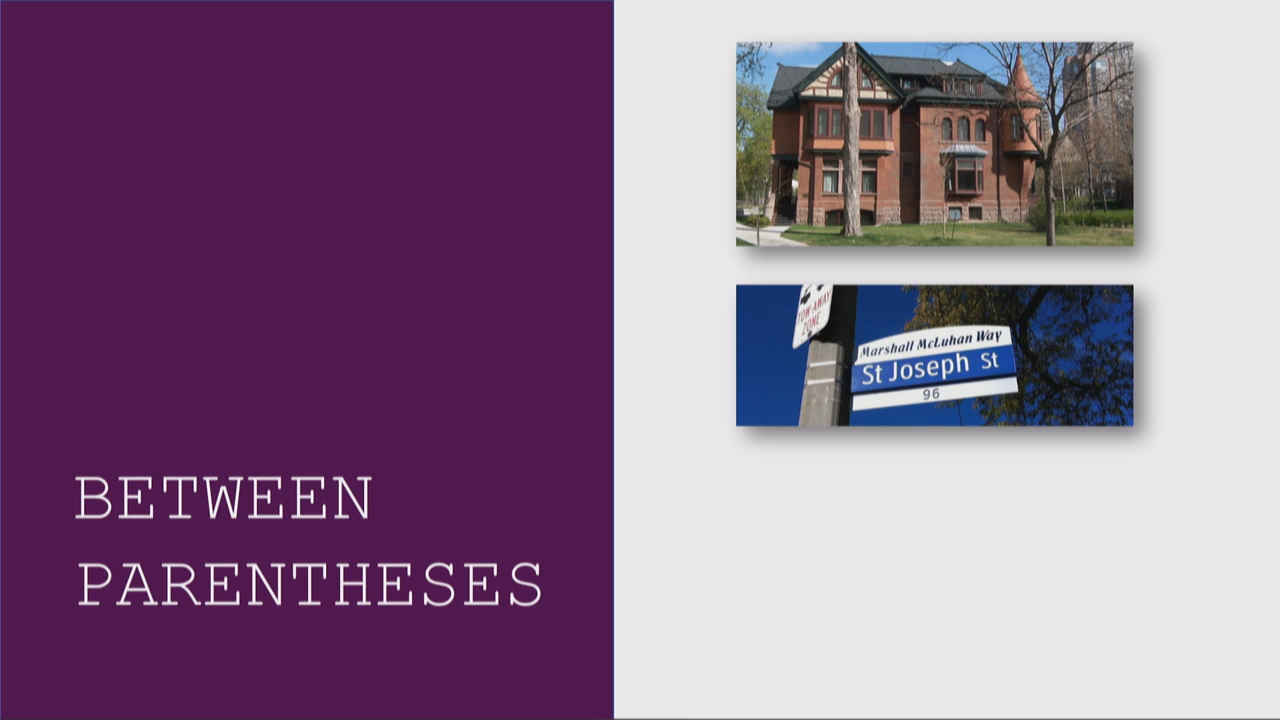 BETWEEN
PARENTHESES
TOW-AWAY
ZONE
Marshall McLuhan Way
St Joseph St
96